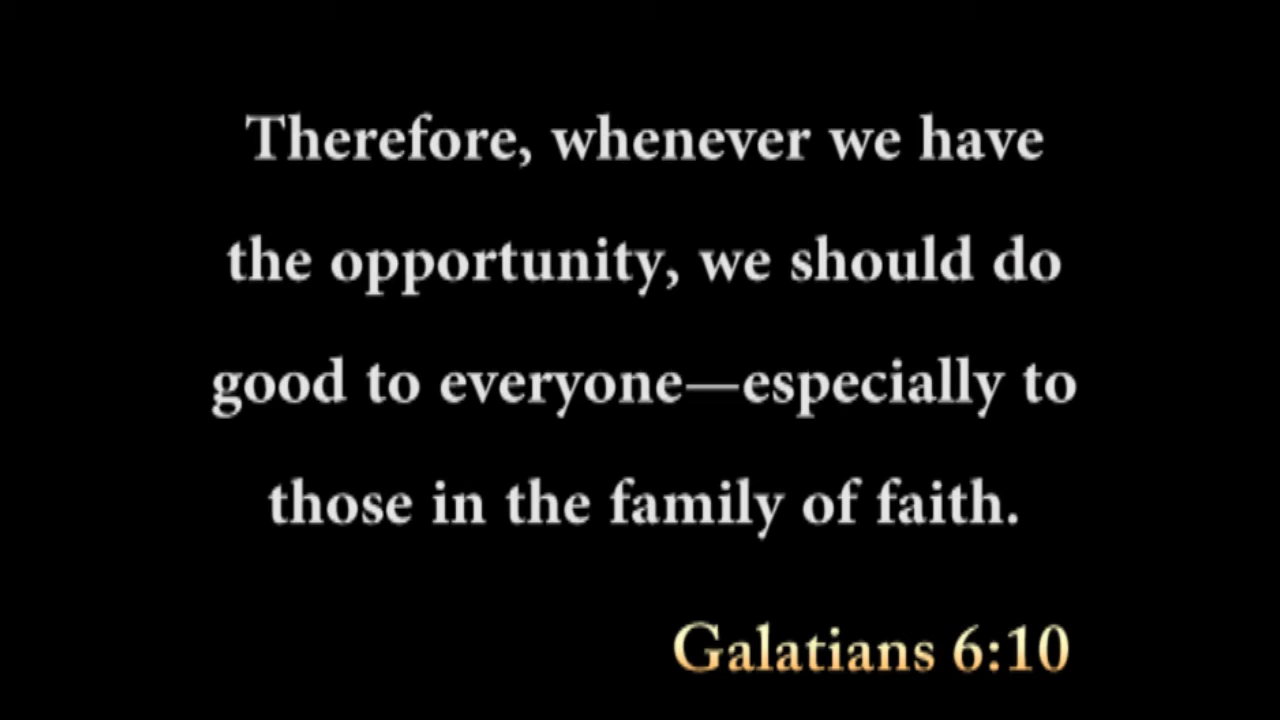 Therefore, whenever we have
the opportunity, we should do
good to everyone—especially to
those in the family of faith.
Galatians 6:10